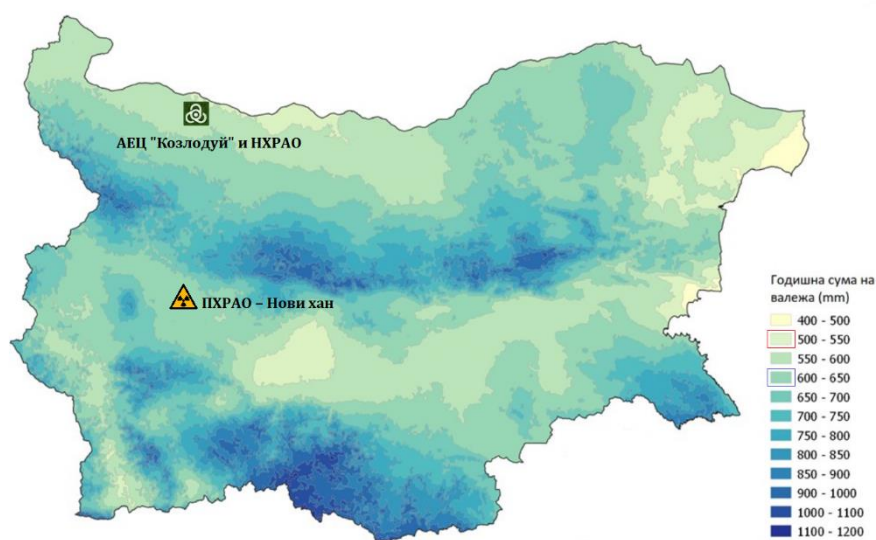 АЕЦ "Козлодуй" и НХРАО
ПХРАО – Нови хан
Годишна сума на
валежа (mm)
400 - 500
500 - 550
550 - 600
600 - 650
650 - 700
700 - 750
750 - 800
800 - 850
850 - 900
900 - 1000
1000 - 1100
1100 - 1200